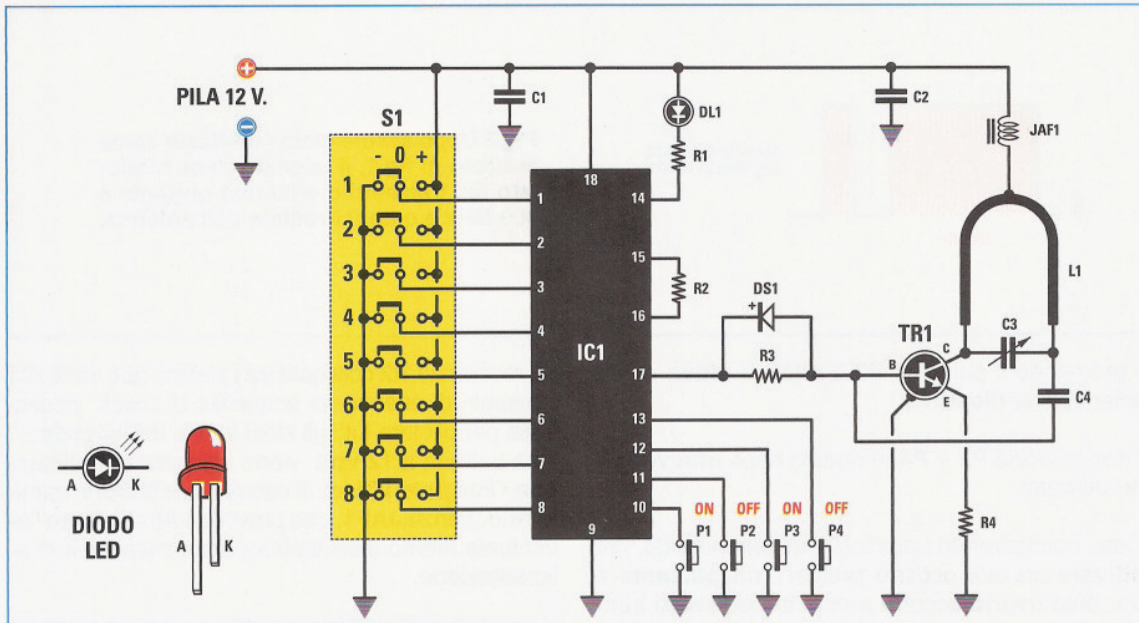 PILA 12 V.
S1
- 0 +
1
2
3
4
5
6
7
8
C1
18
DL1
R1
14
1
2
3
4
5
6
7
8
9
IC1
15
R2
16
17
13
12
11
10
DS1
+
R3
ON OFF ON OFF
P1 P2 P3 P4
C2
JAF1
L1
TR1
B
C
E
C3
C4
R4
A K
DIODO
LED
A K